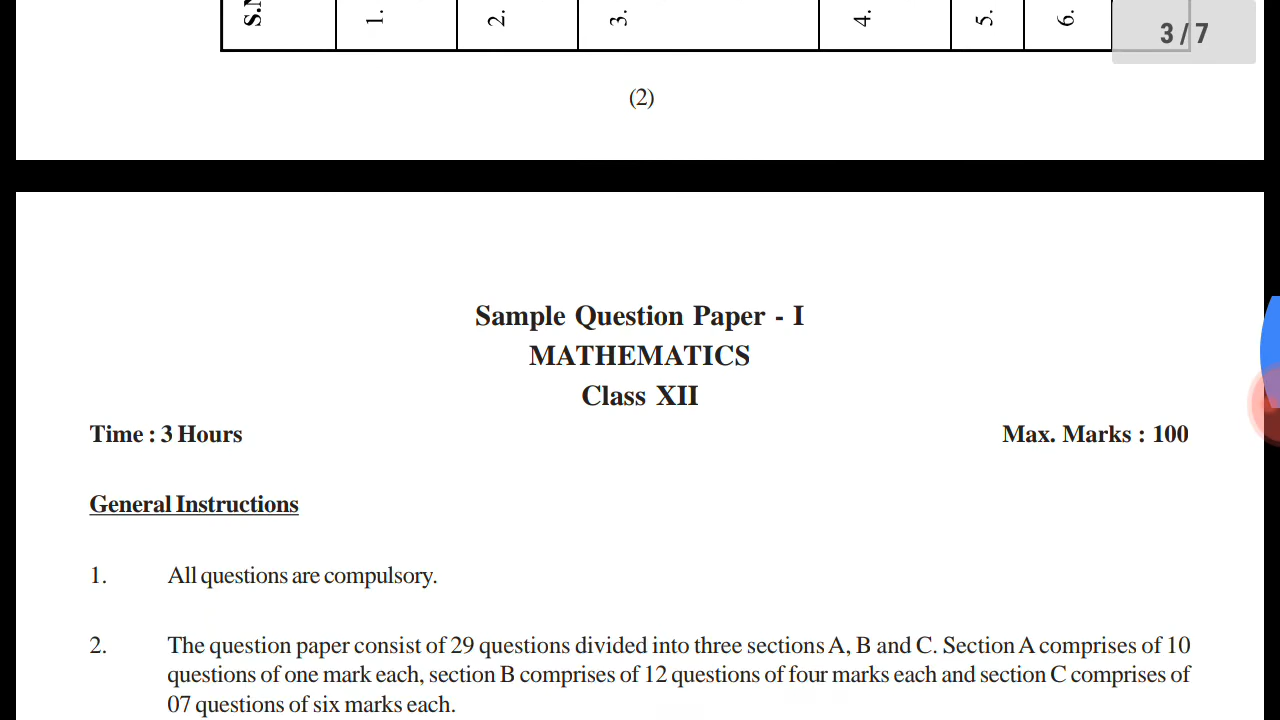 1. 2. 3. 4. 5. 6.
3 / 7
(2)
Sample Question Paper - I
MATHEMATICS
Class XII
Time : 3 Hours Max. Marks : 100
General Instructions
1. All questions are compulsory.
2. The question paper consist of 29 questions divided into three sections A, B and C. Section A comprises of 10
questions of one mark each, section B comprises of 12 questions of four marks each and section C comprises of
07 questions of six marks each.